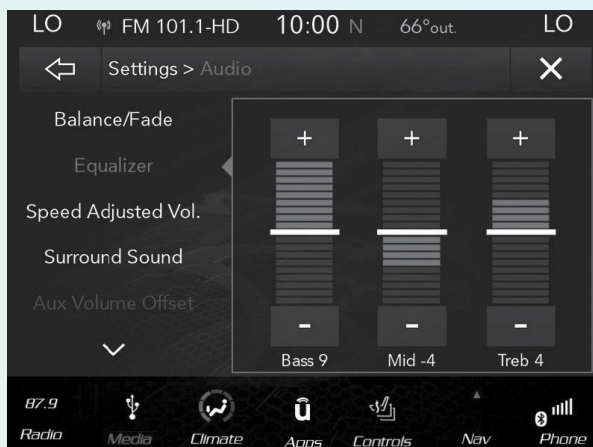 LO FM 101.1-HD 10:00 N 66°out. LO
Settings > Audio
Balance/Fade
Equalizer
Speed Adjusted Vol.
Surround Sound
Aux Volume Offset
+ + +
- - -
Bass 9 Mid -4 Treb 4
87.9
Radio Media Climate Apps Controls Nav Phone